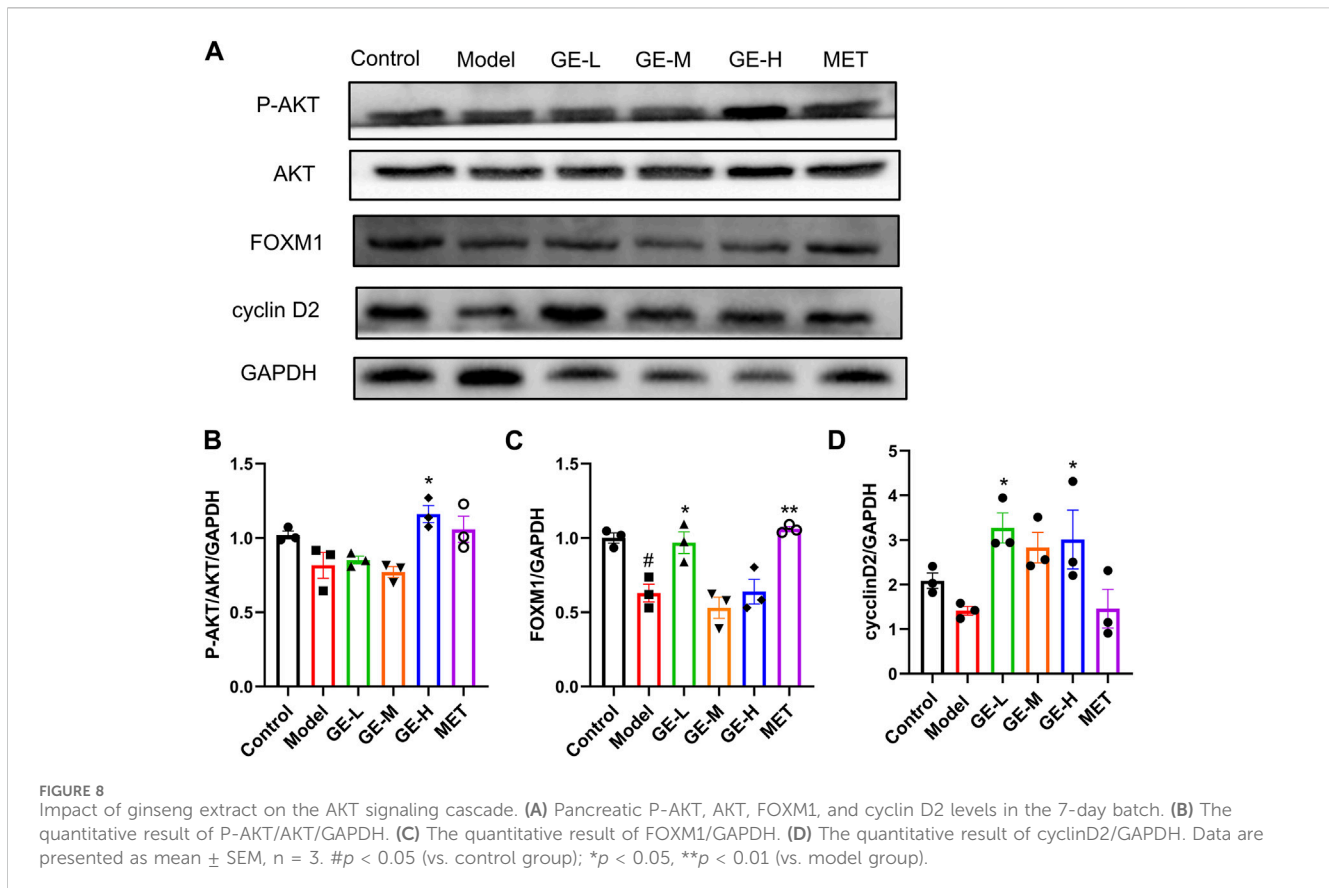 A
Control Model GE-L GE-M GE-H MET
P-AKT
AKT
FOXM1
cyclin D2
GAPDH
B
P-AKT/AKT/GAPDH
1.5
1.0
0.5
0.0
*
Control Model GE-L GE-M GE-H MET
C
FOXM1/GAPDH
1.5
1.0
0.5
0.0
# * **
Control Model GE-L GE-M GE-H MET
D
cycclinD2/GAPDH
5
4
3
2
1
0
* *
Control Model GE-L GE-M GE-H MET
FIGURE 8
Impact of ginseng extract on the AKT signaling cascade. (A) Pancreatic P-AKT, AKT, FOXM1, and cyclin D2 levels in the 7-day batch. (B) The
quantitative result of P-AKT/AKT/GAPDH. (C) The quantitative result of FOXM1/GAPDH. (D) The quantitative result of cyclinD2/GAPDH. Data are
presented as mean ± SEM, n = 3. #p < 0.05 (vs. control group); *p < 0.05, **p < 0.01 (vs. model group).